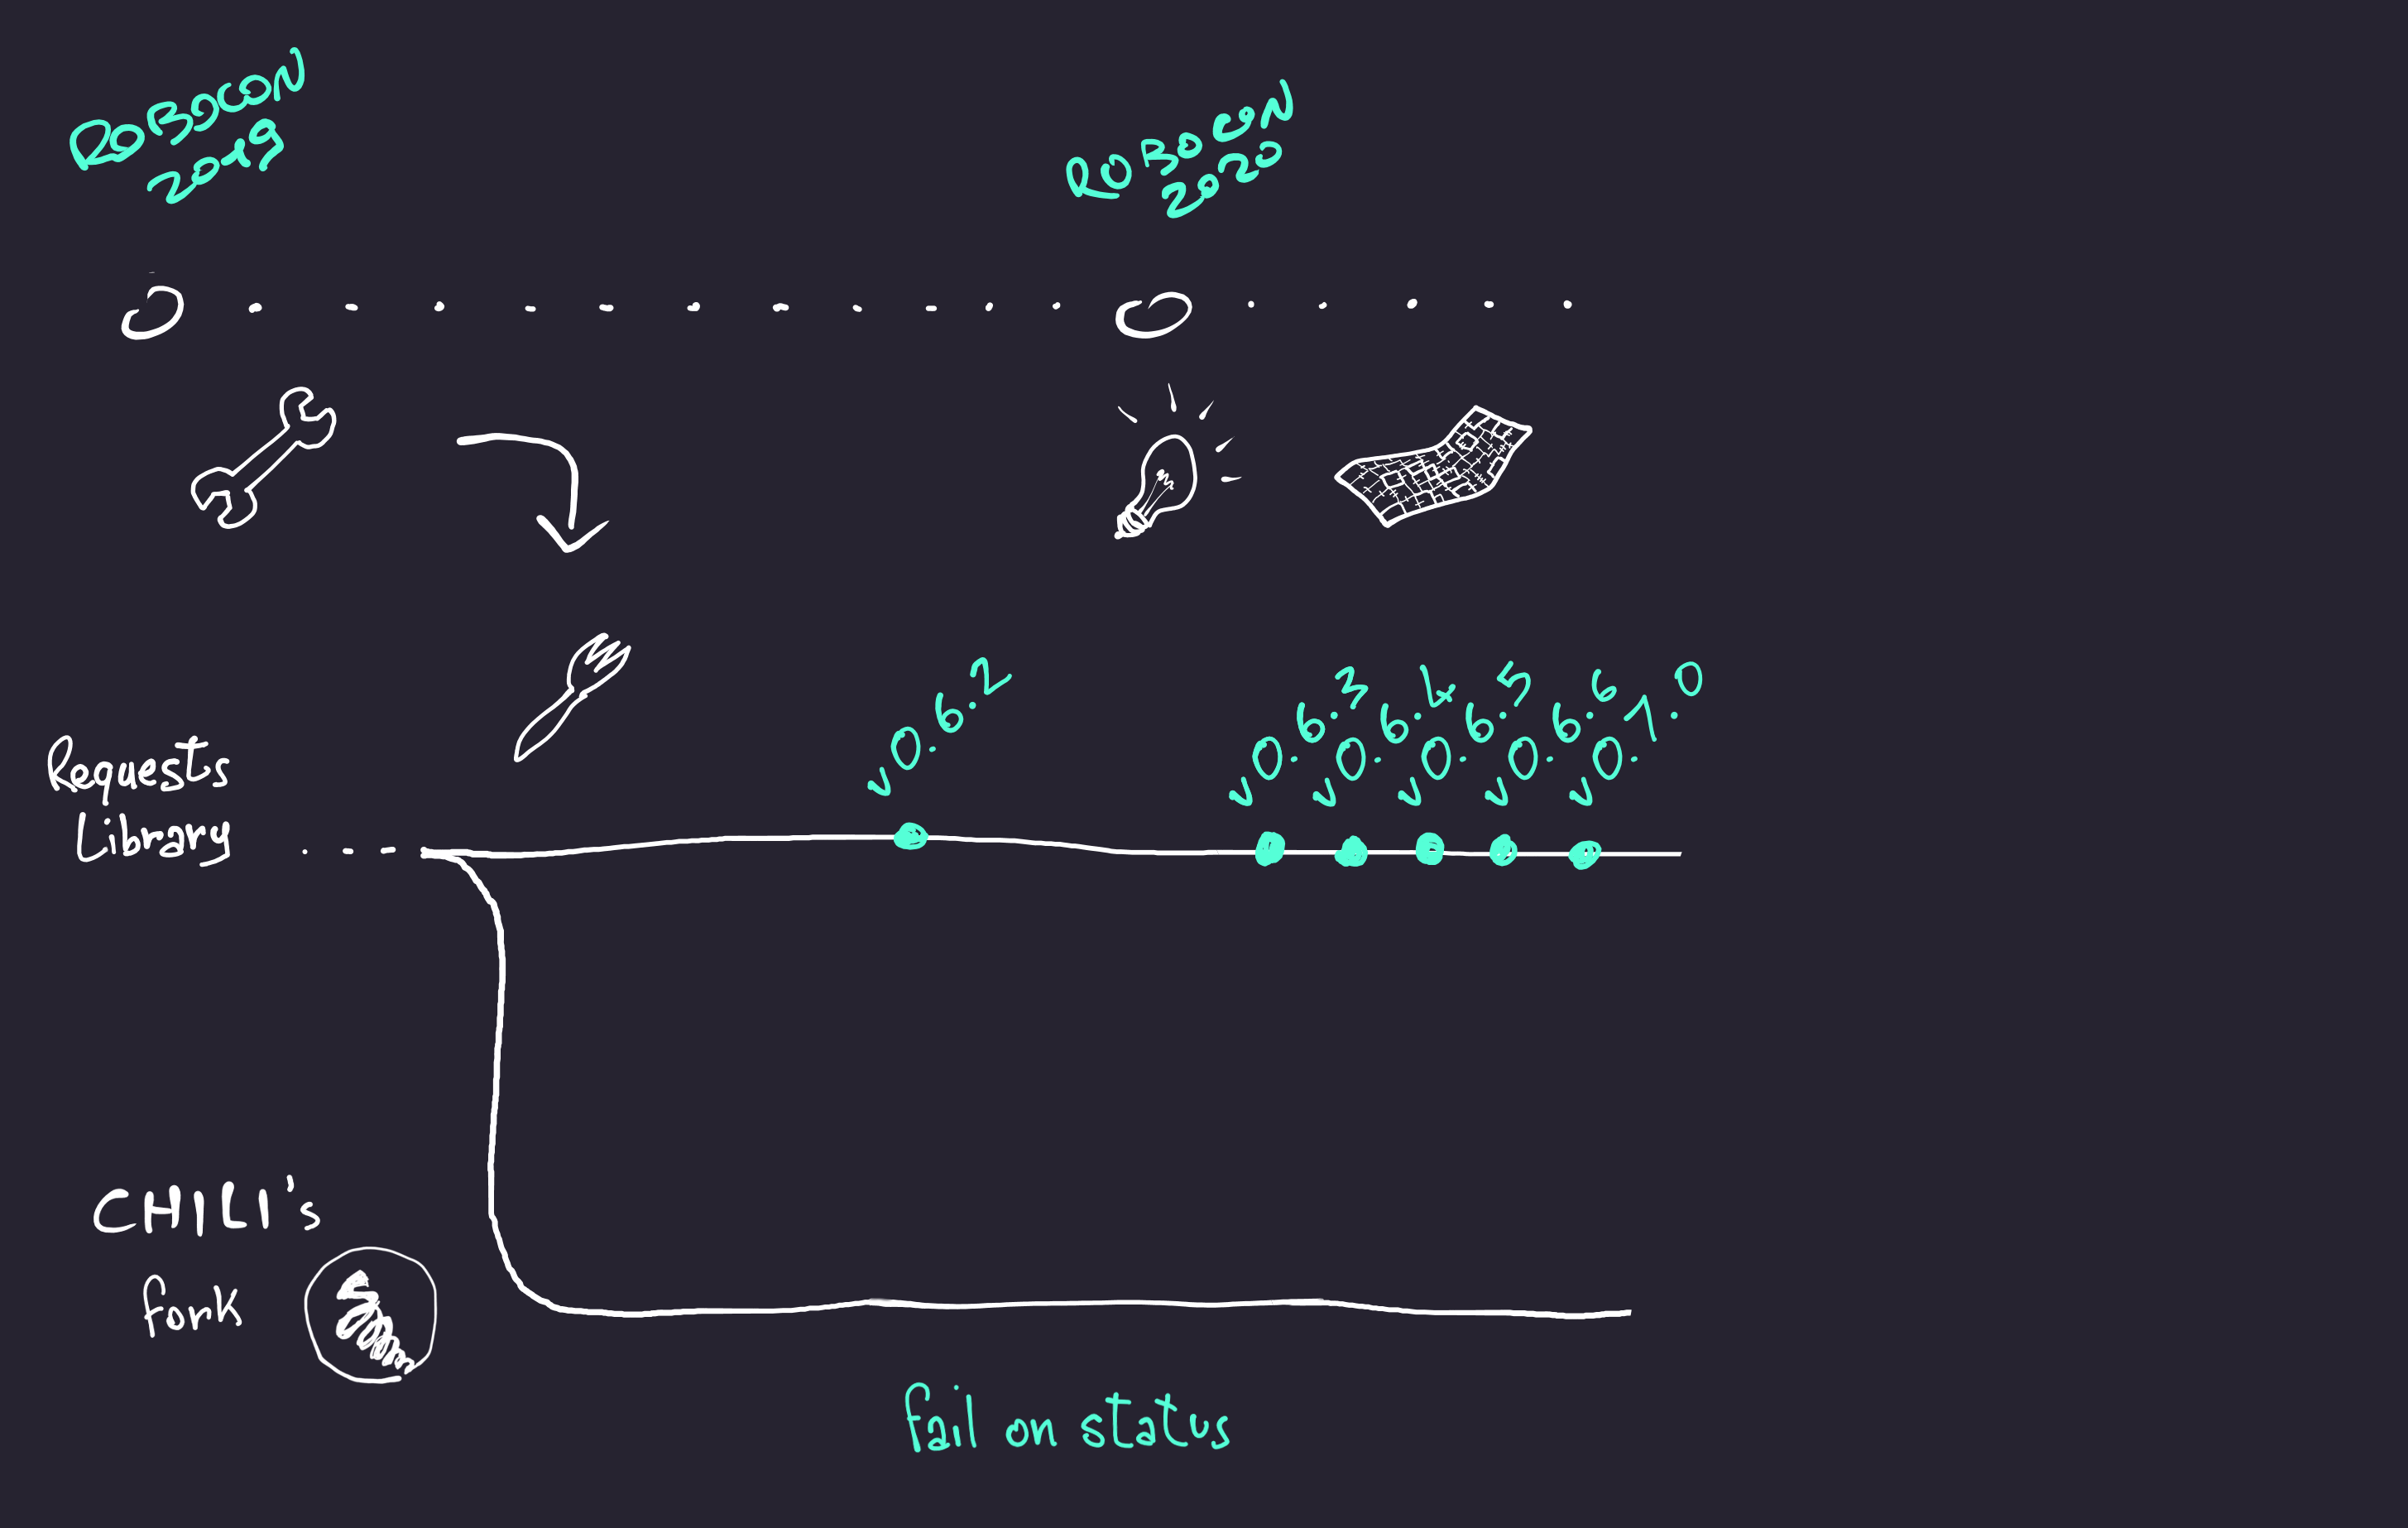 ROBOCON
2019
ROBOCON
2020
v0.6.2
v0.6.3
v0.6.4
v0.6.5
v0.6.6
v0.7.0
Requests
Library
CHILI's
fork
fail on status